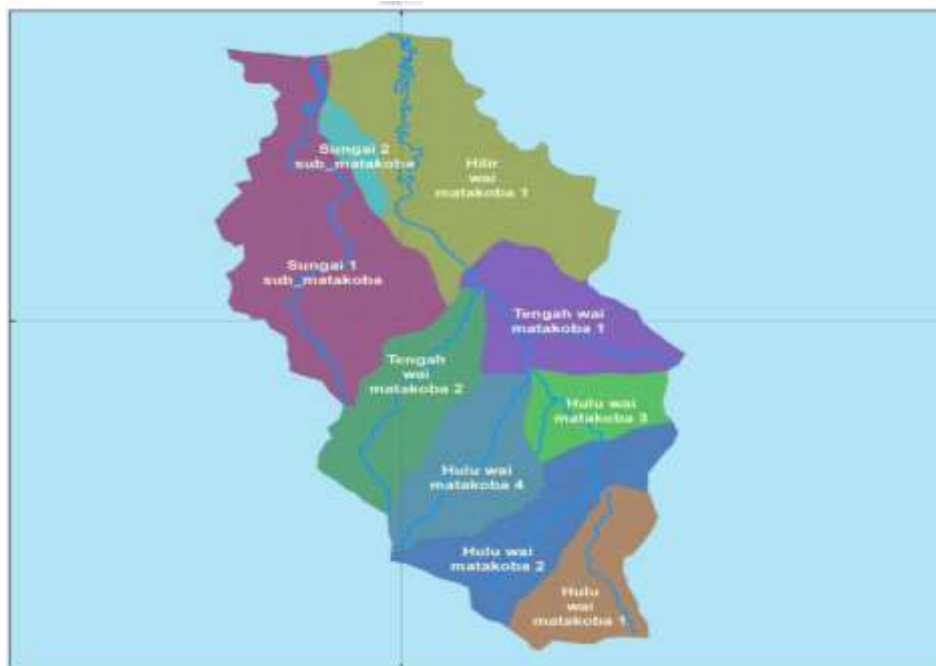 Sungai 2
sub_matakoba
Hilir
wai
matakoba 1
Sungai 1
sub_matakoba
Tengah wai
matakoba 1
Tengah
wai
matakoba 2
Hulu wai
matakoba 3
Hulu wai
matakoba 4
Hulu wai
matakoba 2
Hulu
wai
matakoba 1